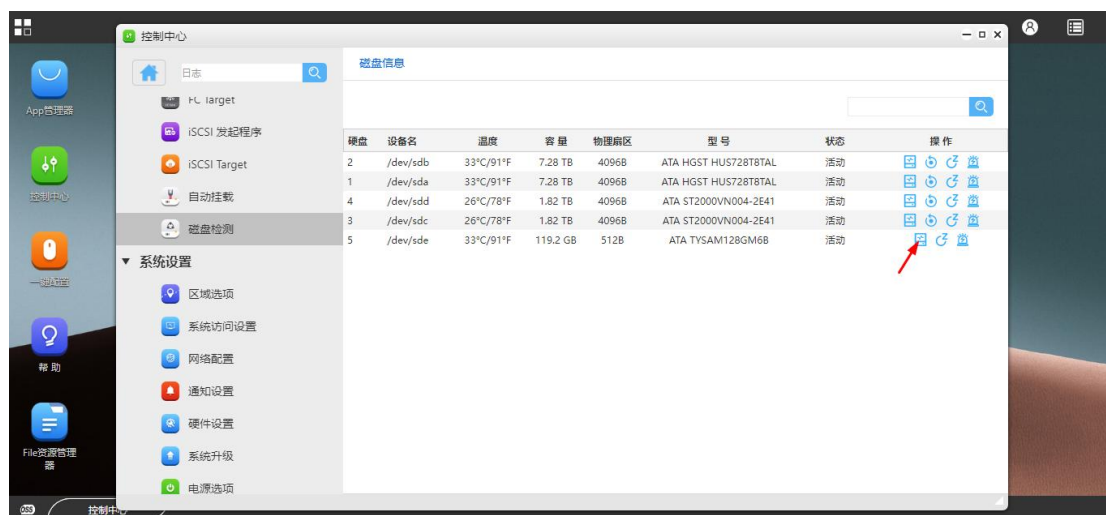 控制中心
日志
磁盘信息
App管理器
控制中心
一键配置
帮 助
File资源管理
器
FC Target
iSCSI 发起程序
iSCSI Target
自动挂载
磁盘检测
系统设置
区域选项
系统访问设置
网络配置
通知设置
硬件设置
系统升级
电源选项
硬盘 设备名 温度 容 量 物理扇区 型 号 状态 操 作
2 /dev/sdb 33°C/91°F 7.28 TB 4096B ATA HGST HUS728T8TAL 活动
1 /dev/sda 33°C/91°F 7.28 TB 4096B ATA HGST HUS728T8TAL 活动
4 /dev/sdd 26°C/78°F 1.82 TB 4096B ATA ST2000VN004-2E41 活动
3 /dev/sdc 26°C/78°F 1.82 TB 4096B ATA ST2000VN004-2E41 活动
5 /dev/sde 33°C/91°F 119.2 GB 512B ATA TYSAM128GM6B 活动
控制中心